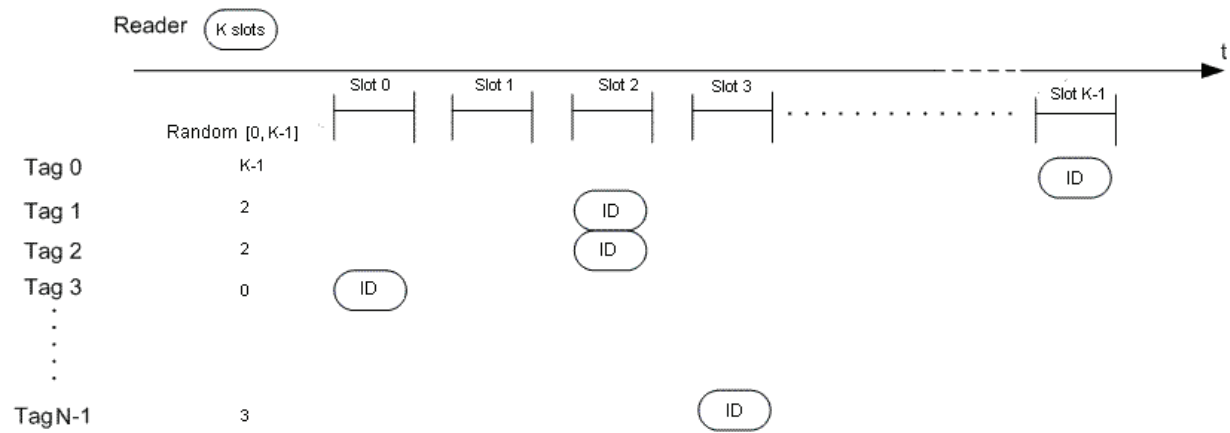 Reader K slots
t
Slot 0 Slot 1 Slot 2 Slot 3 Slot K-1
Random [0, K-1]
Tag 0 K-1 ID
Tag 1 2 ID
Tag 2 2 ID
Tag 3 0 ID
TagN-1 3 ID